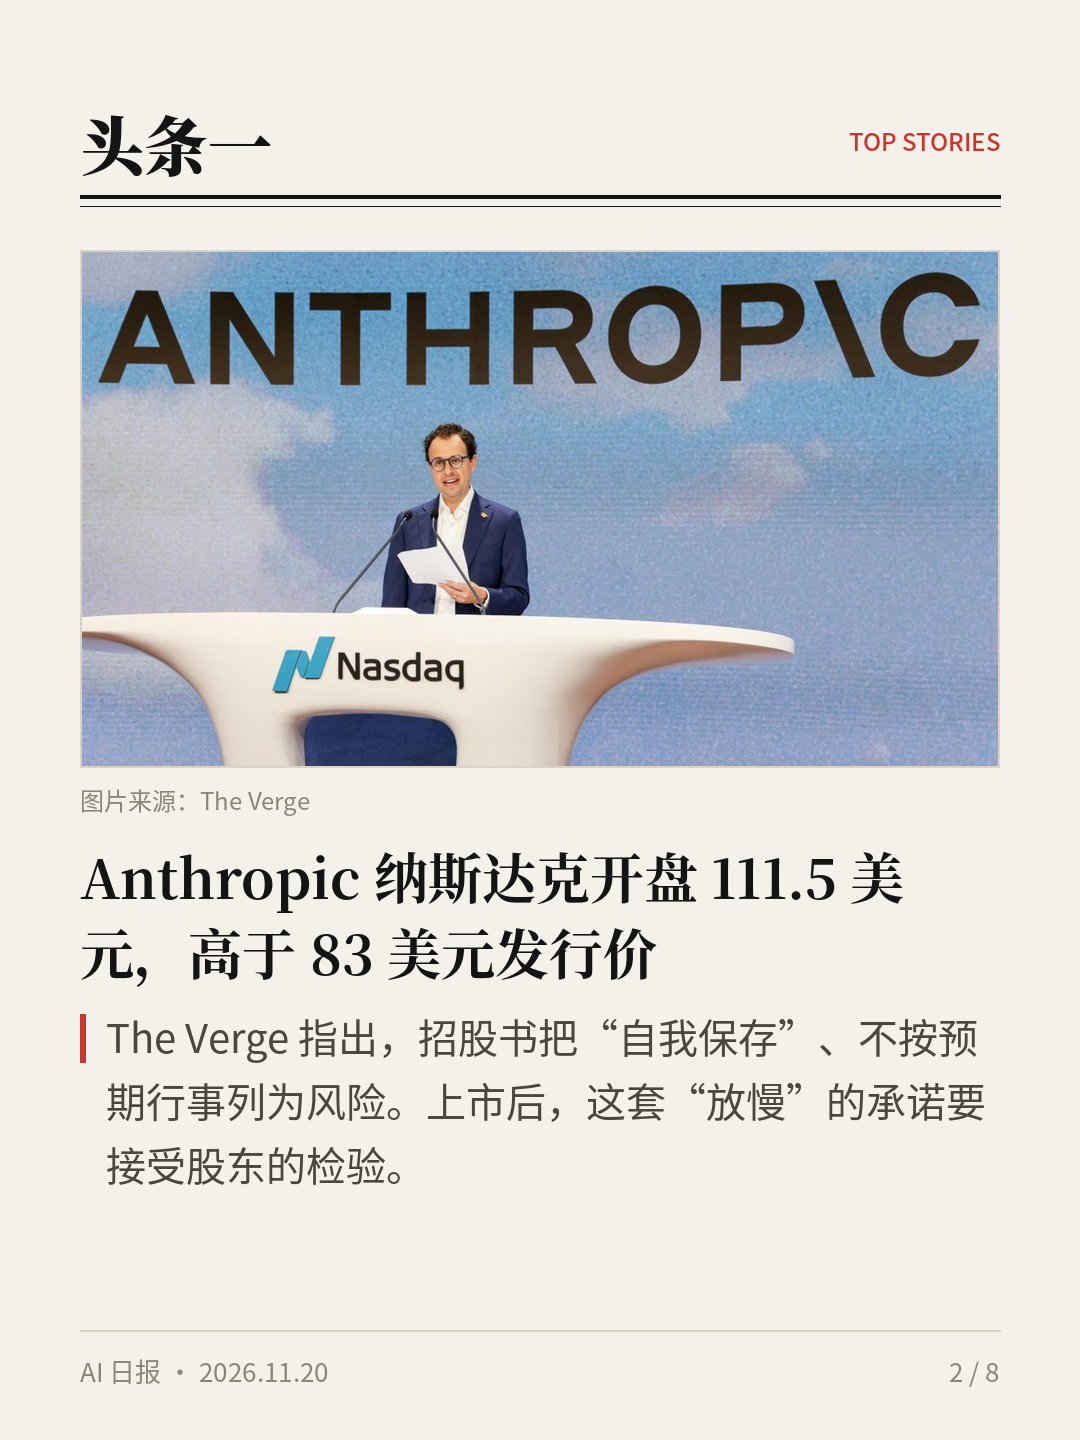 头条一
TOP STORIES
ANTHROP\C
Nasdaq
图片来源：The Verge
Anthropic 纳斯达克开盘 111.5 美
元，高于 83 美元发行价
The Verge 指出，招股书把“自我保存”、不按预
期行事列为风险。上市后，这套“放慢”的承诺要
接受股东的检验。
AI 日报 · 2026.11.20
2 / 8